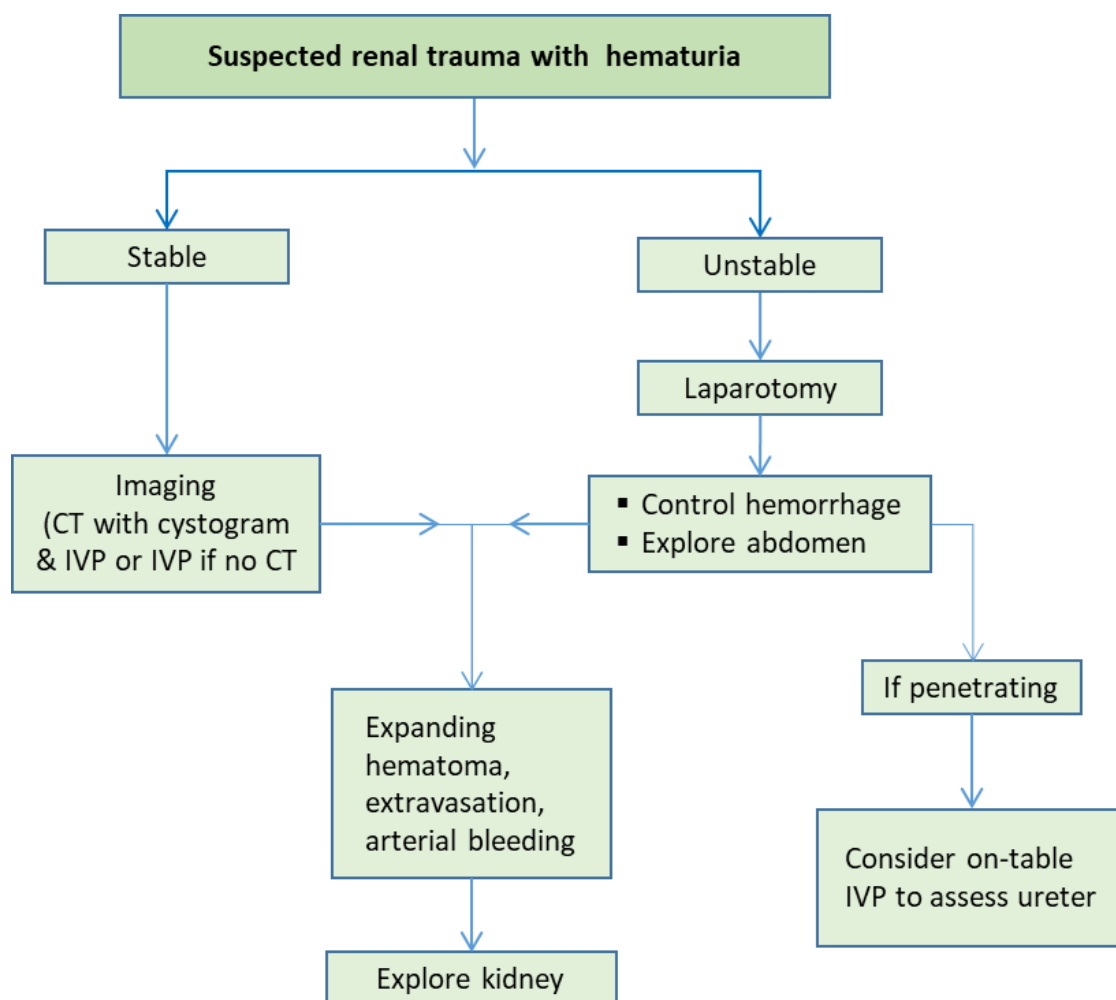 Suspected renal trauma with hematuria
Stable
Unstable
Laparotomy
Imaging
(CT with cystogram
& IVP or IVP if no CT
▪ Control hemorrhage
▪ Explore abdomen
If penetrating
Expanding
hematoma,
extravasation,
arterial bleeding
Consider on-table
IVP to assess ureter
Explore kidney